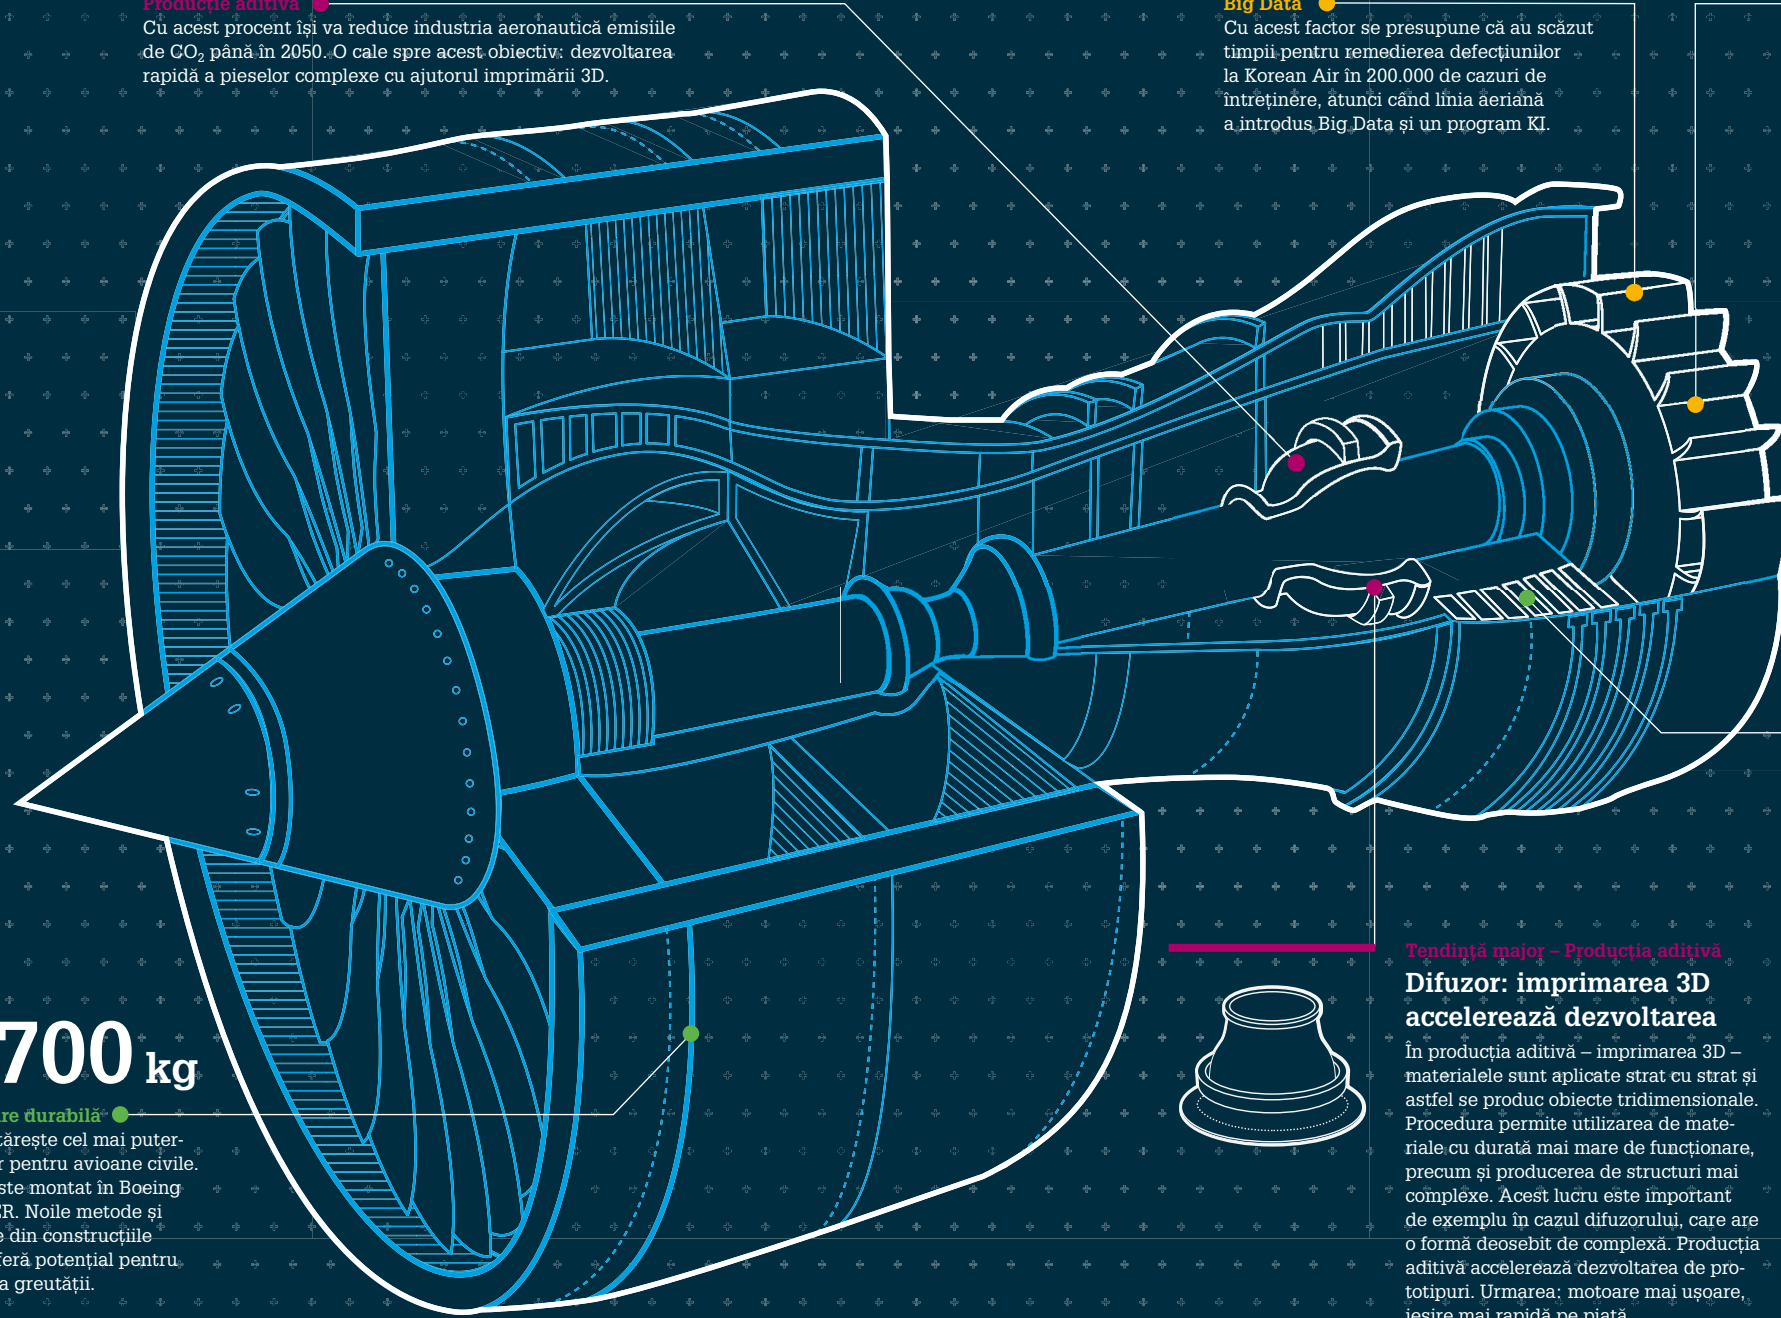 Producție aditivă
Cu acest procent își va reduce industria aeronautică emisiile
de CO₂ până în 2050. O cale spre acest obiectiv: dezvoltarea
rapidă a pieselor complexe cu ajutorul imprimării 3D.
Big Data
Cu acest factor se presupune că au scăzut
timpii pentru remedierea defecțiunilor
la Korean Air în 200.000 de cazuri de
întreținere, atunci când linia aeriană
a introdus Big Data și un program KI.
700 kg
durabilă
cel mai puter-
pentru avioane civile.
montat în Boeing
Noile metode și
din construcțiile
potențial pentru
greutății.
Tendință major – Producția aditivă
Difuzor: imprimarea 3D
accelerează dezvoltarea
În producția aditivă – imprimarea 3D –
materialele sunt aplicate strat cu strat și
astfel se produc obiecte tridimensionale.
Procedura permite utilizarea de mate-
riale cu durată mai mare de funcționare,
precum și producerea de structuri mai
complexe. Acest lucru este important
de exemplu în cazul difuzorului, care are
o formă deosebit de complexă. Producția
aditivă accelerează dezvoltarea de pro-
totipuri. Urmarea: motoare mai ușoare,
ieșire mai rapidă pe piață